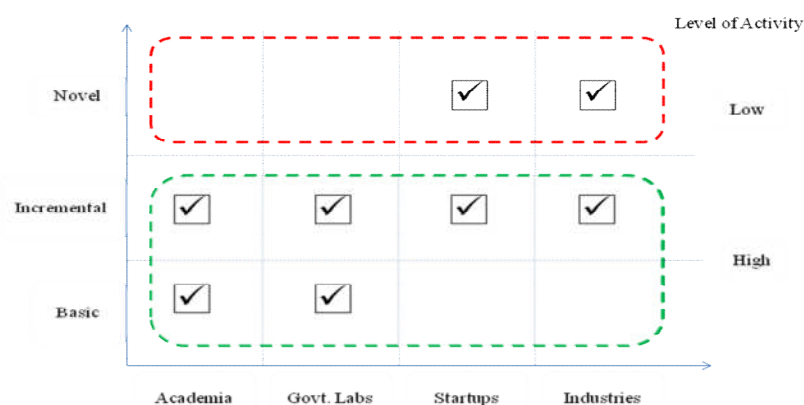 Level of Activity
Novel
Low
Incremental
High
Basic
Academia Govt. Labs Startups Industries